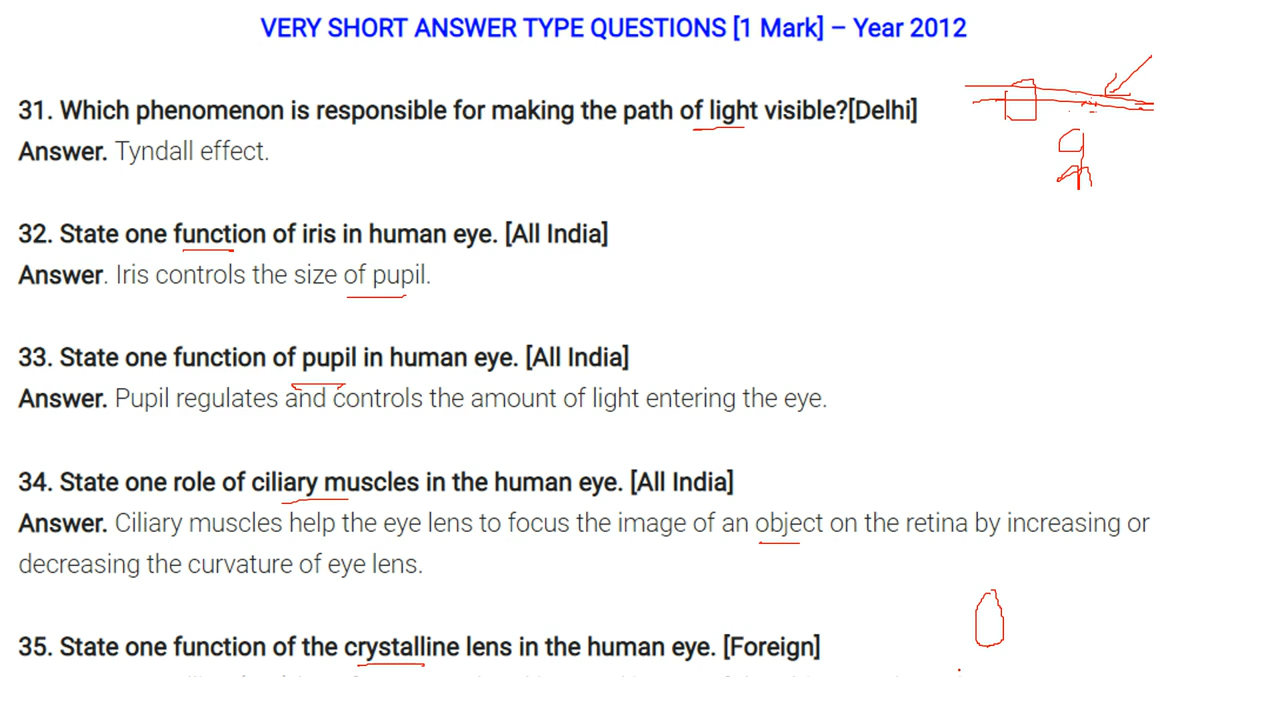 VERY SHORT ANSWER TYPE QUESTIONS [1 Mark] – Year 2012
31. Which phenomenon is responsible for making the path of light visible?[Delhi]
Answer. Tyndall effect.
32. State one function of iris in human eye. [All India]
Answer. Iris controls the size of pupil.
33. State one function of pupil in human eye. [All India]
Answer. Pupil regulates and controls the amount of light entering the eye.
34. State one role of ciliary muscles in the human eye. [All India]
Answer. Ciliary muscles help the eye lens to focus the image of an object on the retina by increasing or
decreasing the curvature of eye lens.
35. State one function of the crystalline lens in the human eye. [Foreign]